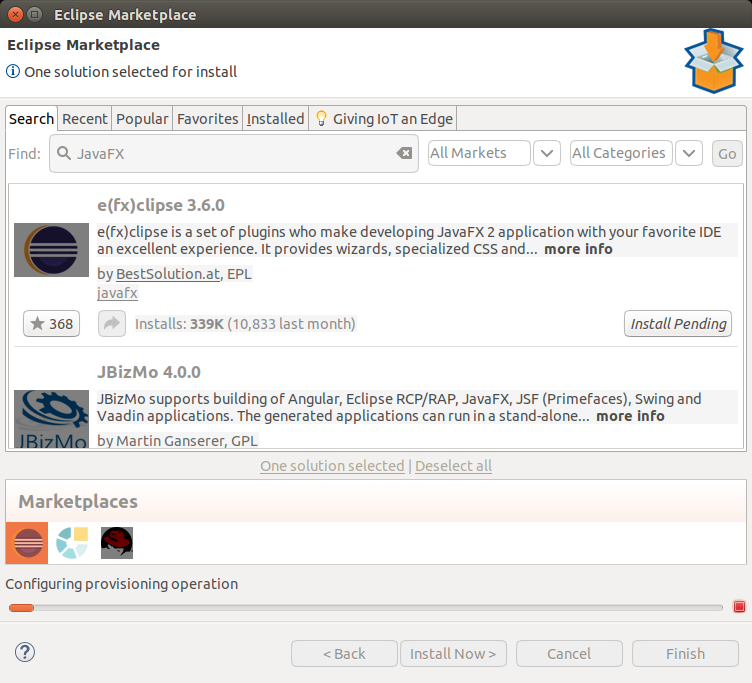 Eclipse Marketplace
Eclipse Marketplace
One solution selected for install
Search Recent Popular Favorites Installed Giving IoT an Edge
Find: JavaFX All Markets All Categories Go
e(fx)clipse 3.6.0
e(fx)clipse is a set of plugins who make developing JavaFX 2 application with your favorite IDE
an excellent experience. It provides wizards, specialized CSS and... more info
by BestSolution.at, EPL
javafx
368 Installs: 339K (10,833 last month) Install Pending
JBizMo 4.0.0
JBizMo supports building of Angular, Eclipse RCP/RAP, JavaFX, JSF (Primefaces), Swing and
Vaadin applications. The generated applications can run in a stand-alone... more info
JBizMo
by Martin Ganserer, GPL
One solution selected | Deselect all
Marketplaces
Configuring provisioning operation
? < Back Install Now > Cancel Finish